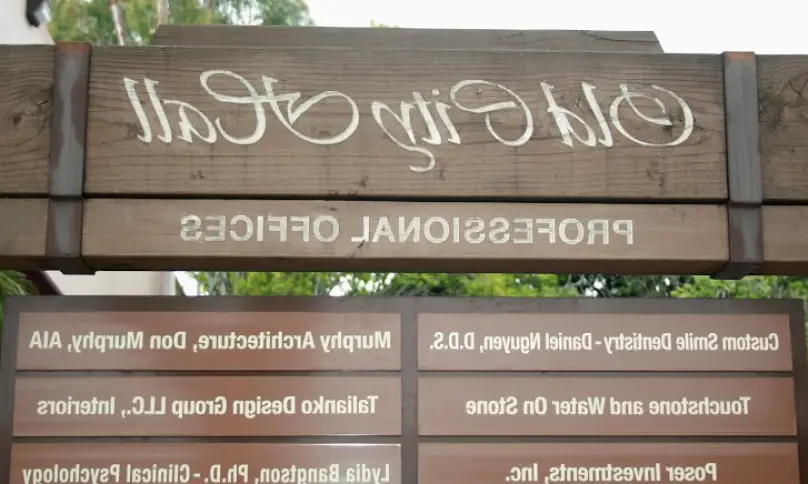 Old City Hall
PROFESSIONAL OFFICES
Custom Smile Dentistry - Daniel Nguyen, D.D.S.
Touchstone and Water On Stone
Poser Investments, Inc.
Murphy Architecture, Don Murphy, AIA
Talianko Design Group LLC., Interiors
Lydia Bangtson, Ph.D. - Clinical Psychology